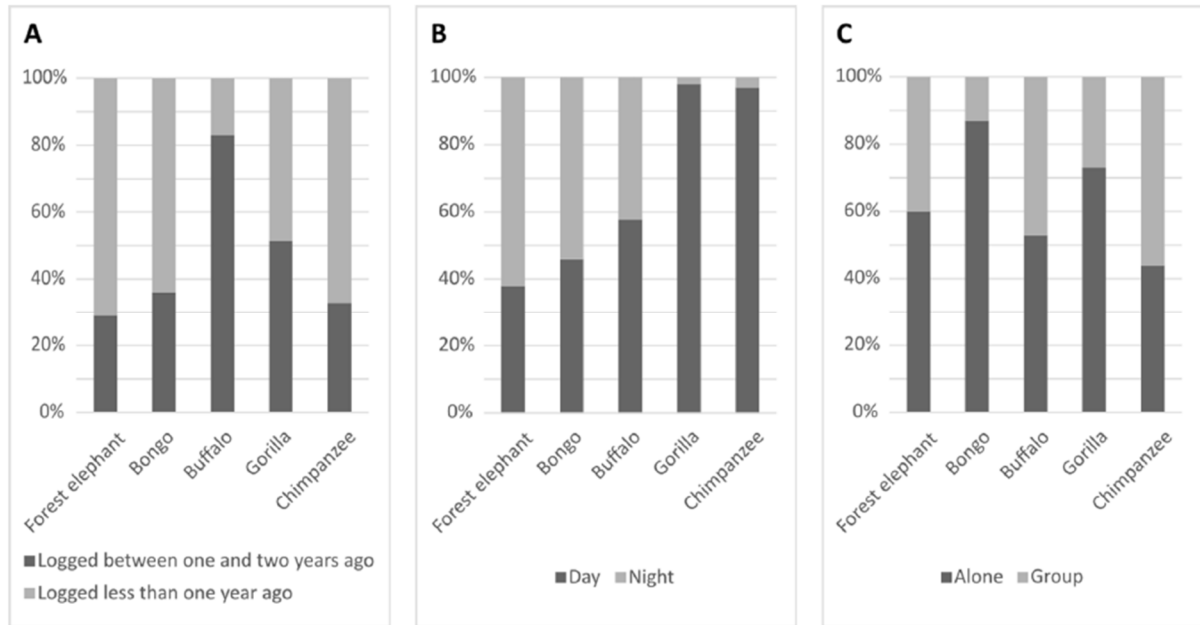 A
100%
80%
60%
40%
20%
0%
Forest elephant
Bongo
Buffalo
Gorilla
Chimpanzee
Logged between one and two years ago
Logged less than one year ago
B
100%
80%
60%
40%
20%
0%
Forest elephant
Bongo
Buffalo
Gorilla
Chimpanzee
Day Night
C
100%
80%
60%
40%
20%
0%
Forest elephant
Bongo
Buffalo
Gorilla
Chimpanzee
Alone Group